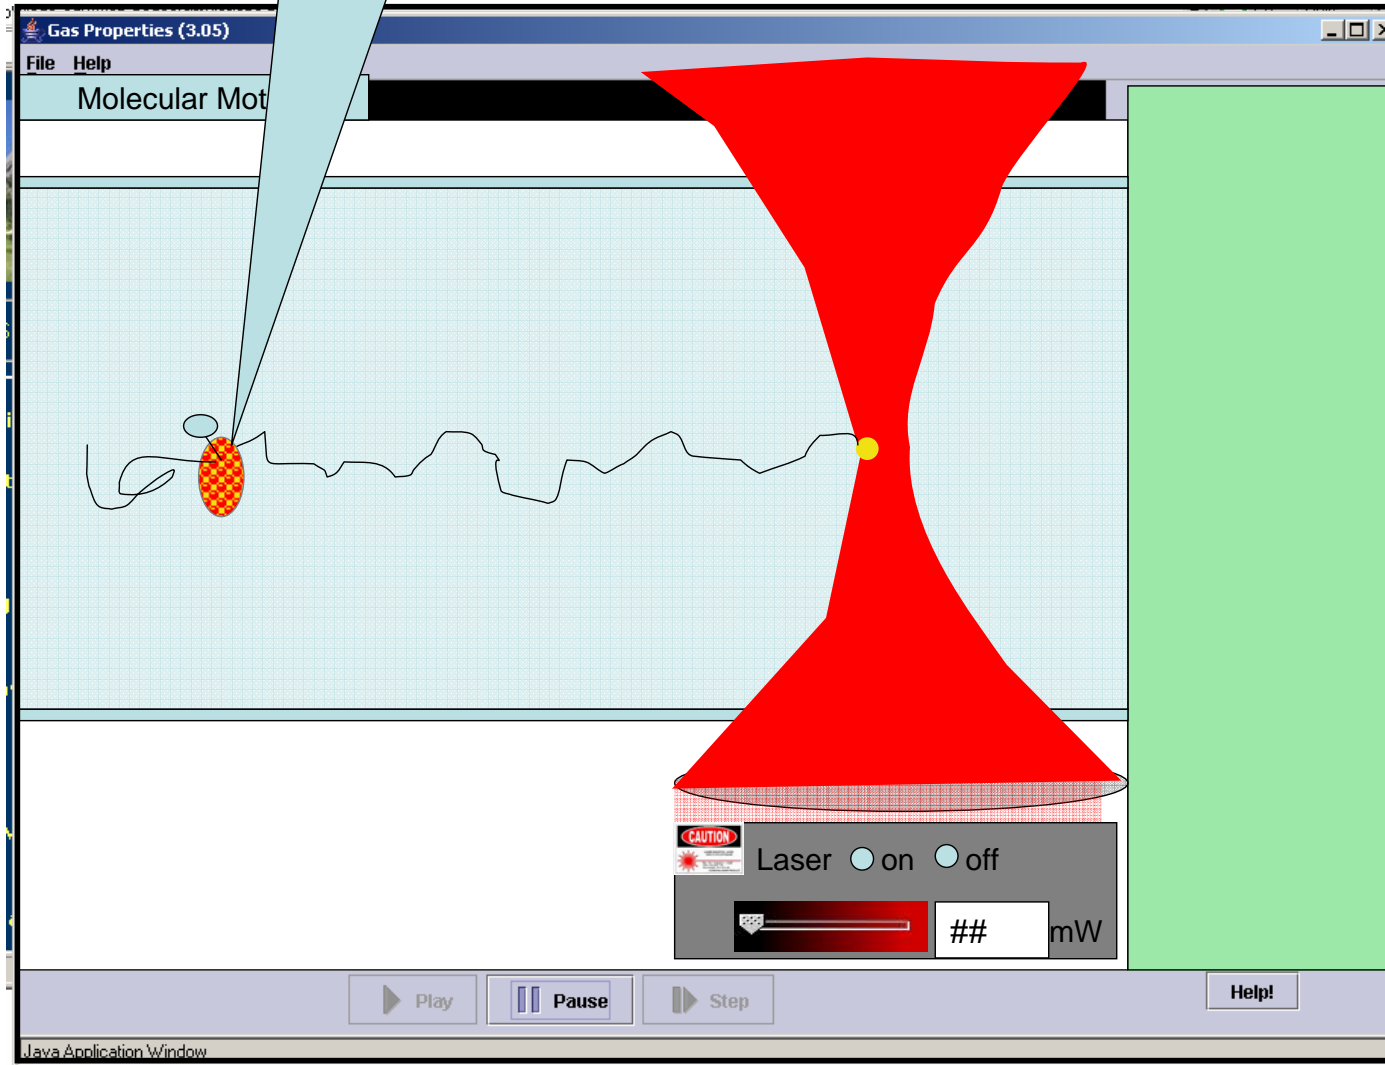 Gas Properties (3.05)
File Help
Molecular Mot
CAUTION
Laser on off
## mW
Play Pause Step
Help!
Java Application Window